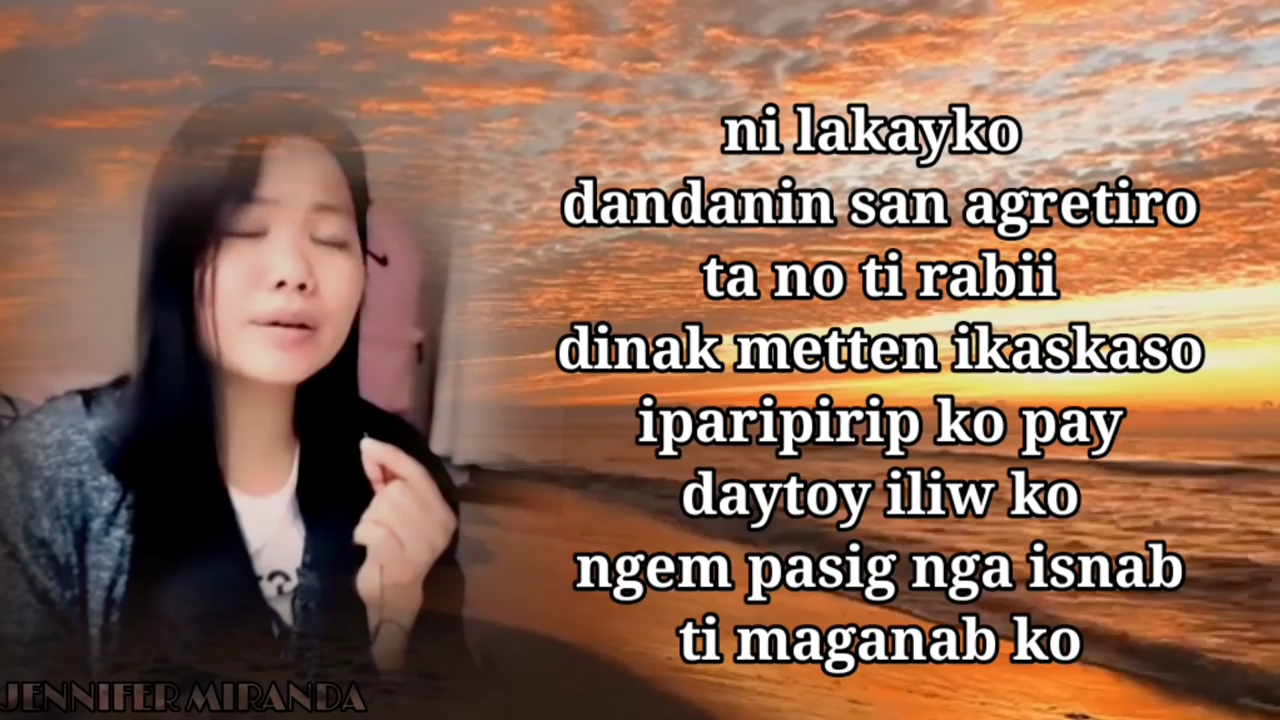 ni lakayko
dandanin san agretiro
ta no ti rabii
dinak metten ikaskaso
iparipirip ko pay
daytoy iliw ko
ngem pasig nga isnab
ti maganab ko
JENNIFER MIRANDA